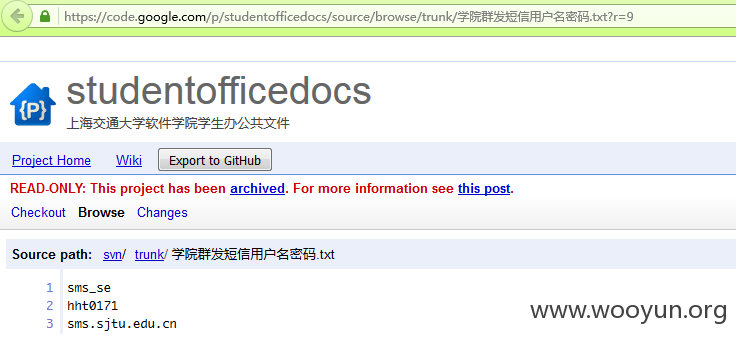 https://code.google.com/p/studentofficedocs/source/browse/trunk/学院群发短信用户名密码.txt?r=9
{P}
studentofficedocs
上海交通大学软件学院学生办公共文件
Project Home Wiki Export to GitHub
READ-ONLY: This project has been archived. For more information see this post.
Checkout Browse Changes
Source path: svn/ trunk/ 学院群发短信用户名密码.txt
1 sms_se
2 hht0171
3 sms.sjtu.edu.cn
www.wooyun.org